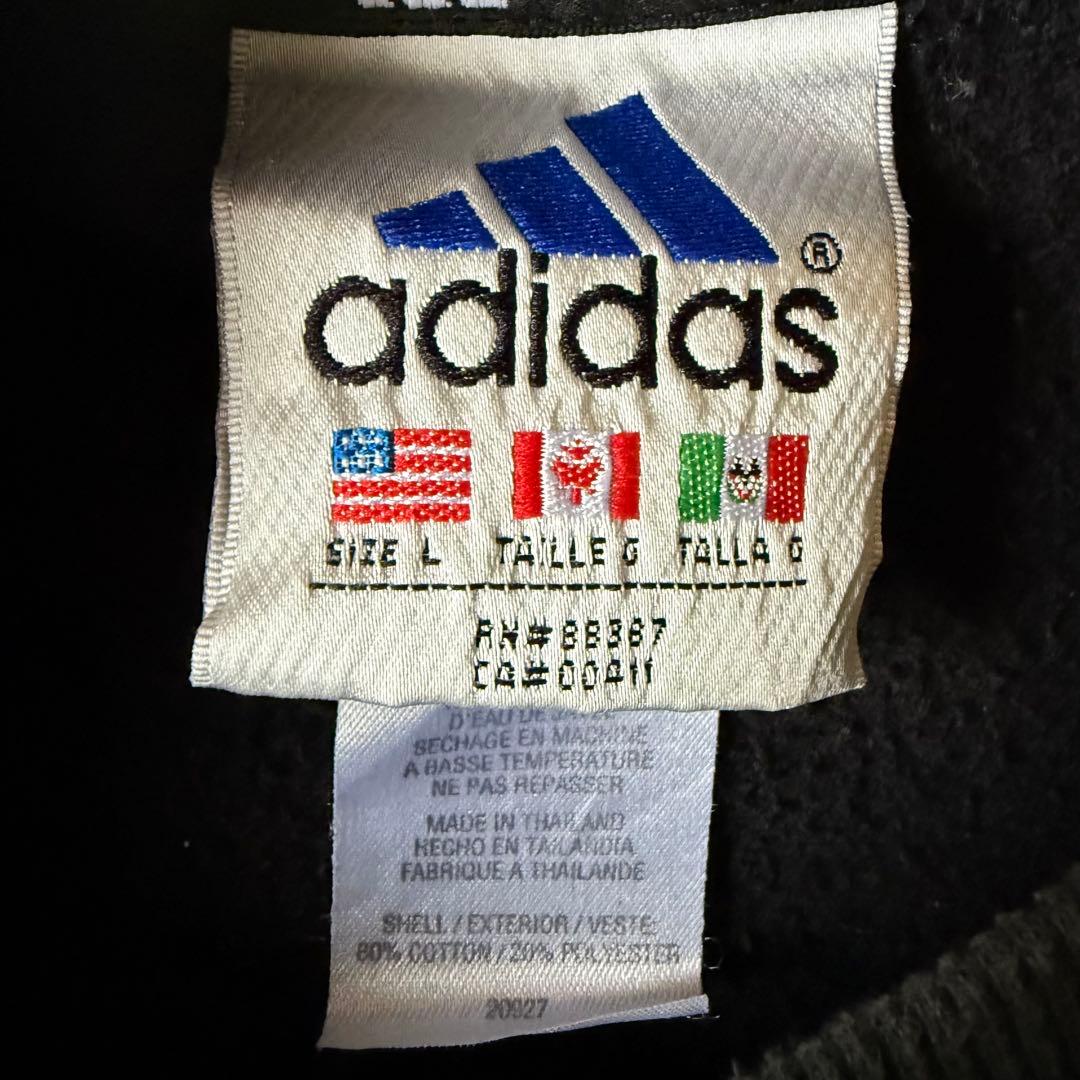 adidas®
SIZE L TAILLE G TALLA G
RN#88387
CA#00411
D'EAU DE
SECHAGE EN MACHINE
A BASSE TEMPERATURE
NE PAS REPASSER
MADE IN THAILAND
HECHO EN TAILANDIA
FABRIQUE A THAILANDE
SHELL / EXTERIOR / VESTE:
80% COTTON / 20% POLYESTER
20927